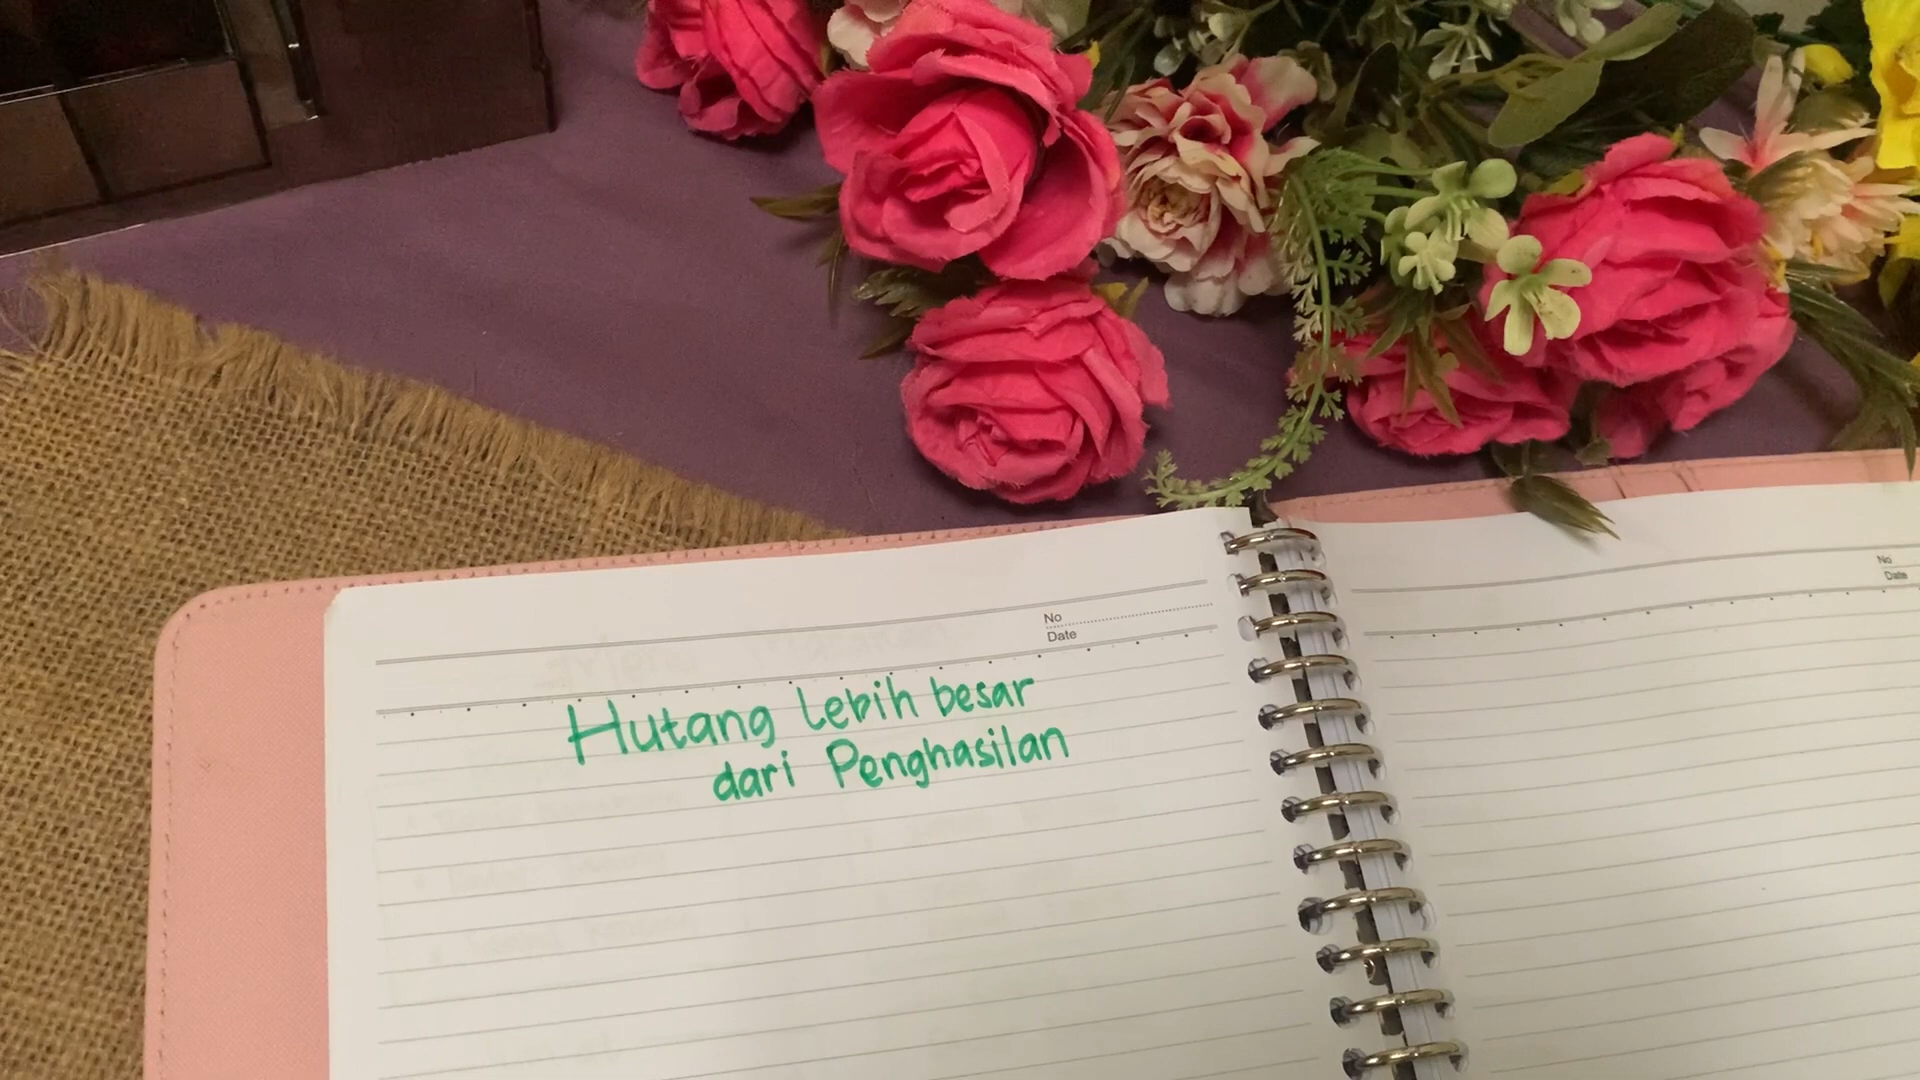 No
Date
Hutang lebih besar
dari Penghasilan
No
Date